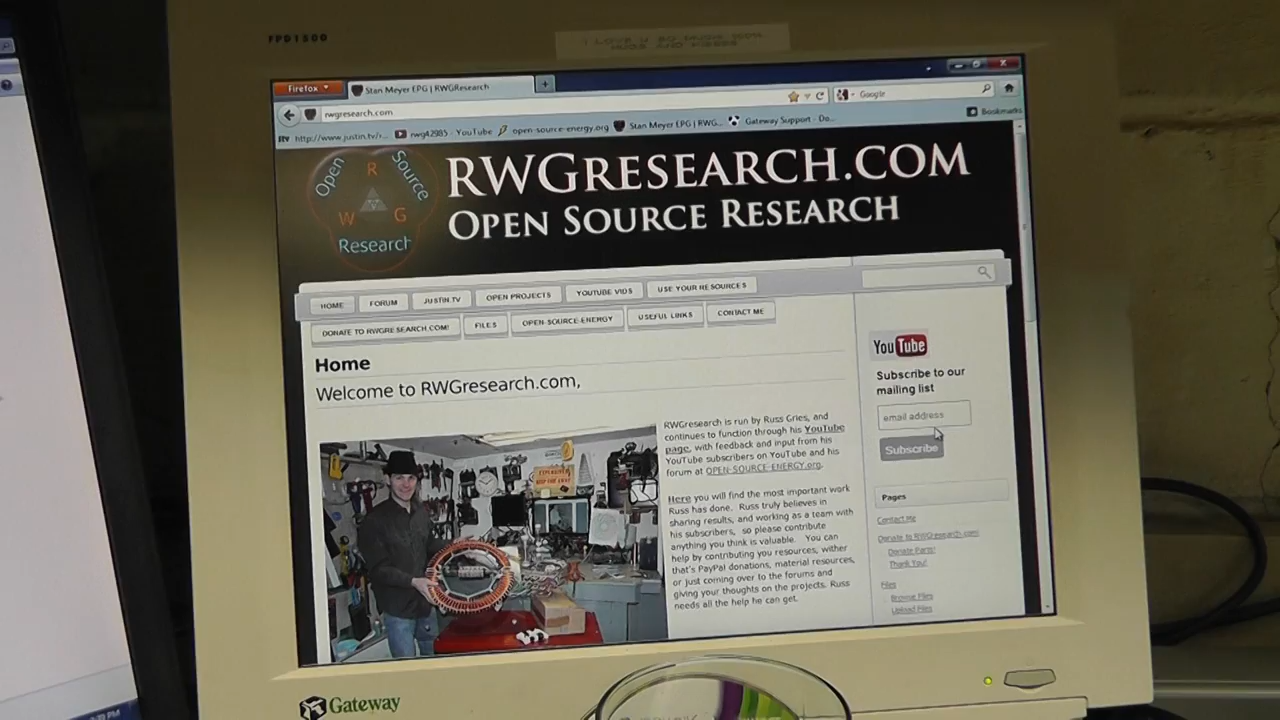 FPD1500
I LOVE U SO MUCH
HUGS AND KISSES
Firefox
Stan Meyer EPG | RWGResearch
rwgresearch.com
Google
http://www.justin.tv/r...
rwg42985 - YouTube
open-source-energy.org
Stan Meyer EPG | RWG...
Gateway Support - Do...
Bookmarks
Open Source Research
R W G
RWGresearch.com
Open Source Research
HOME
FORUM
JUSTIN.TV
OPEN PROJECTS
YOUTUBE VIDS
USE YOUR RESOURCES
DONATE TO RWGRESEARCH.COM!
FILES
OPEN-SOURCE-ENERGY
USEFUL LINKS
CONTACT ME
Home
Welcome to RWGresearch.com,
RWGresearch is run by Russ Gries, and
continues to function through his YouTube
page, with feedback and input from his
YouTube subscribers on YouTube and his
forum at OPEN-SOURCE-ENERGY.org.
Here you will find the most important work
Russ has done. Russ truly believes in
sharing results, and working as a team with
his subscribers, so please contribute
anything you think is valuable. You can
help by contributing you resources, wither
that's PayPal donations, material resources,
or just coming over to the forums and
giving your thoughts on the projects. Russ
needs all the help he can get.
YouTube
Subscribe to our
mailing list
email address
Subscribe
Pages
Contact Me
Donate to RWGresearch.com!
Donate Parts!
Thank You!
Files
Browse Files
Upload Files
Gateway